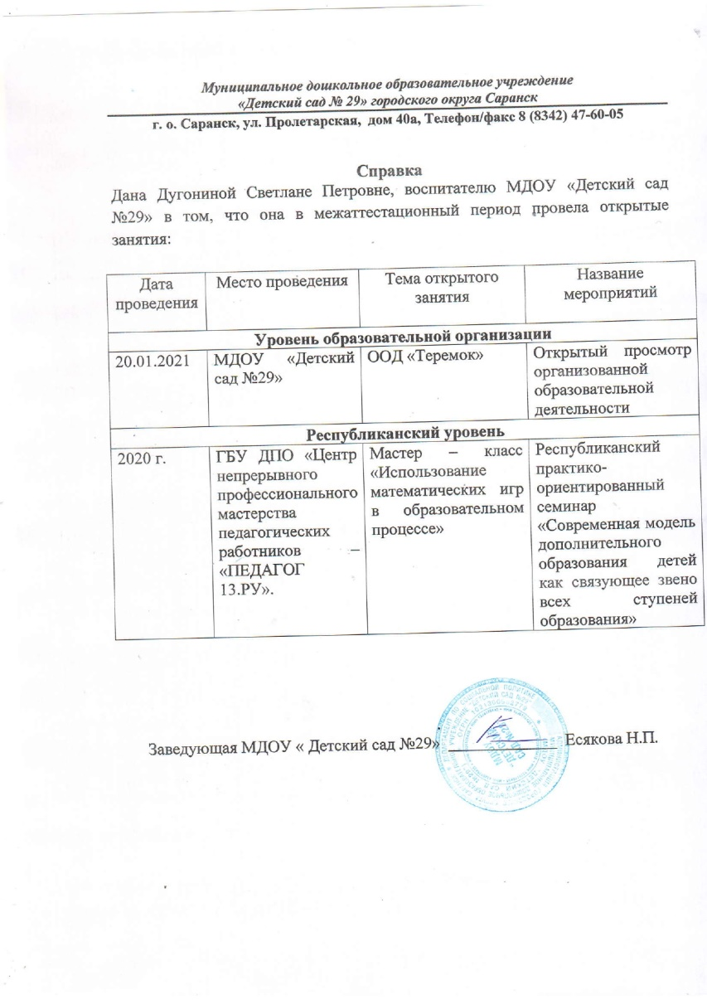 Муниципальное дошкольное образовательное учреждение
«Детский сад № 29» городского округа Саранск
г. о. Саранск, ул. Пролетарская, дом 40а, Телефон/факс 8 (8342) 47-60-05
Справка
Дана Дугониной Светлане Петровне, воспитателю МДОУ «Детский сад
№29» в том, что она в межаттестационный период провела открытые
занятия:
Дата
проведения
Место проведения
Тема открытого
занятия
Название
мероприятий
Уровень образовательной организации
20.01.2021
МДОУ «Детский
сад №29»
ООД «Теремок»
Открытый просмотр
организованной
образовательной
деятельности
Республиканский уровень
2020 г.
ГБУ ДПО «Центр
непрерывного
профессионального
мастерства
педагогических
работников –
«ПЕДАГОГ
13.РУ».
Мастер – класс
«Использование
математических игр
в образовательном
процессе»
Республиканский
практико-
ориентированный
семинар
«Современная модель
дополнительного
образования детей
как связующее звено
всех ступеней
образования»
Заведующая МДОУ « Детский сад №29» Есякова Н.П.